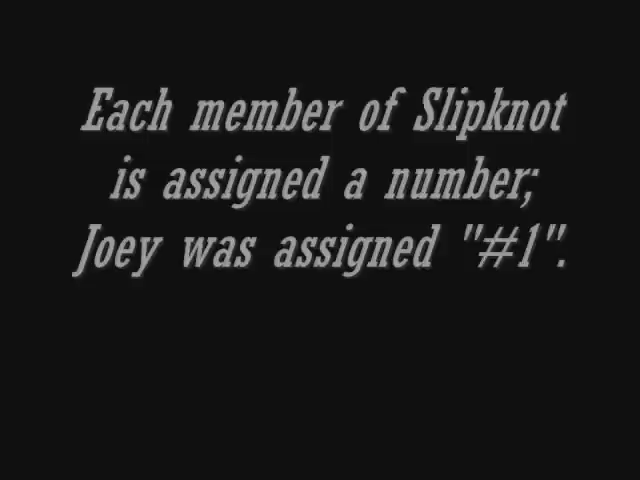 Each member of Slipknot
is assigned a number;
Joey was assigned "#1".